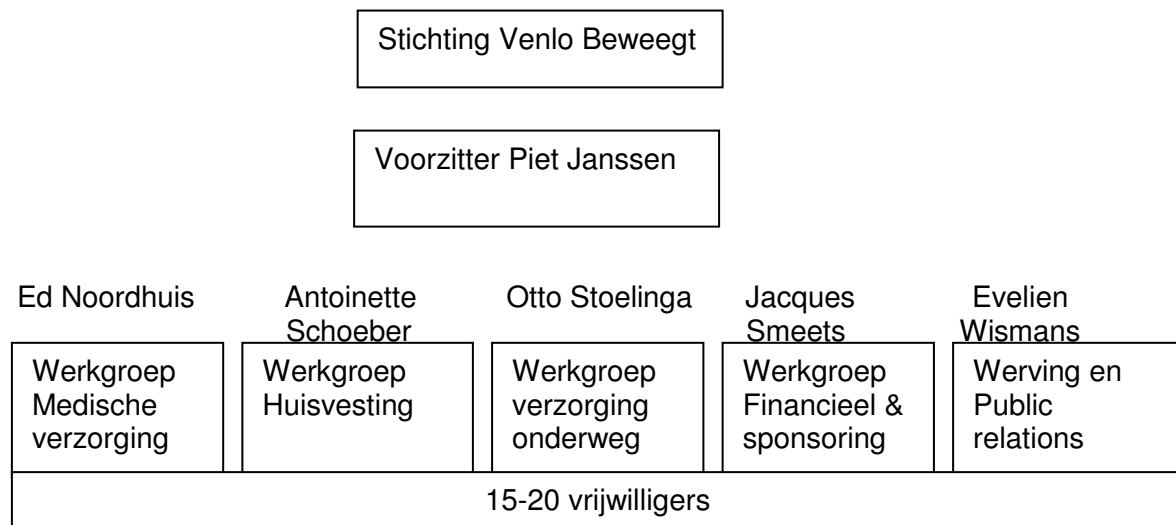 Stichting Venlo Beweegt
Voorzitter Piet Janssen
Ed Noordhuis
Antoinette
Schoeber
Otto Stoelinga
Jacques
Smeets
Evelien
Wismans
Werkgroep
Medische
verzorging
Werkgroep
Huisvesting
Werkgroep
verzorging
onderweg
Werkgroep
Financieel &
sponsoring
Werving en
Public
relations
15-20 vrijwilligers